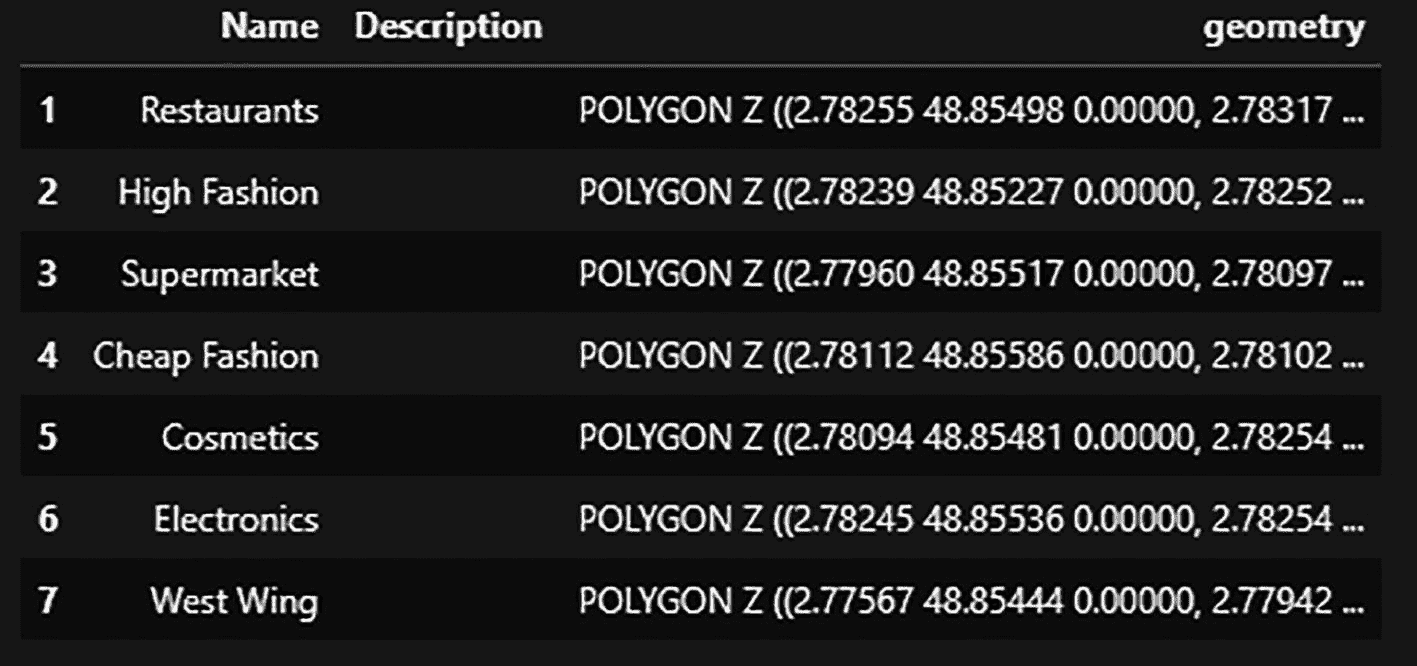 Name Description geometry
1 Restaurants POLYGON Z ((2.78255 48.85498 0.00000, 2.78317 ...
2 High Fashion POLYGON Z ((2.78239 48.85227 0.00000, 2.78252 ...
3 Supermarket POLYGON Z ((2.77960 48.85517 0.00000, 2.78097 ...
4 Cheap Fashion POLYGON Z ((2.78112 48.85586 0.00000, 2.78102 ...
5 Cosmetics POLYGON Z ((2.78094 48.85481 0.00000, 2.78254 ...
6 Electronics POLYGON Z ((2.78245 48.85536 0.00000, 2.78254 ...
7 West Wing POLYGON Z ((2.77567 48.85444 0.00000, 2.77942 ...